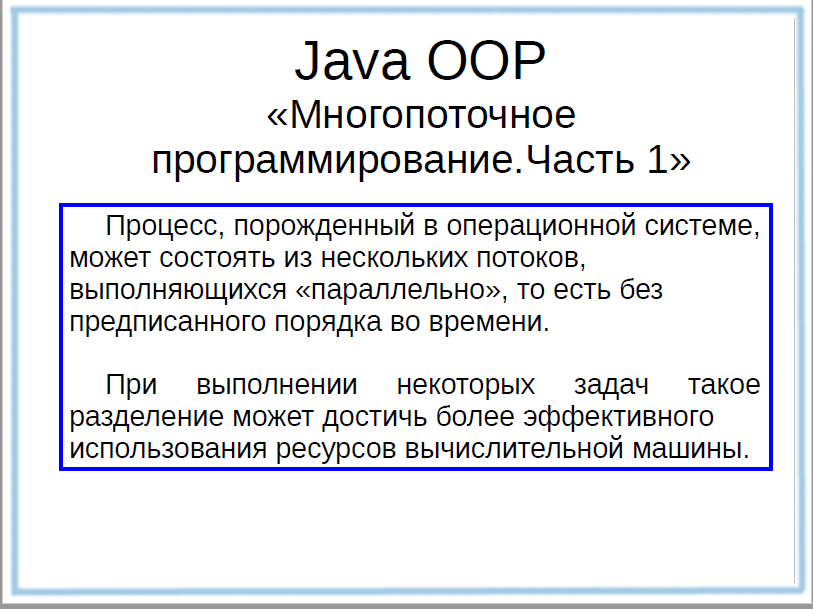 Java OOP
«Многопоточное
программирование.Часть 1»
Процесс, порожденный в операционной системе,
может состоять из нескольких потоков,
выполняющихся «параллельно», то есть без
предписанного порядка во времени.
При выполнении некоторых задач такое
разделение может достичь более эффективного
использования ресурсов вычислительной машины.